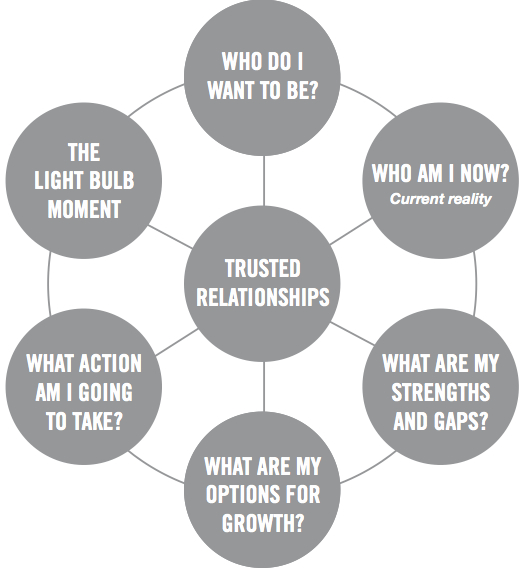 WHO DO I
WANT TO BE?
WHO AM I NOW?
Current reality
WHAT ARE MY
STRENGTHS
AND GAPS?
WHAT ARE MY
OPTIONS FOR
GROWTH?
WHAT ACTION
AM I GOING
TO TAKE?
THE
LIGHT BULB
MOMENT
TRUSTED
RELATIONSHIPS